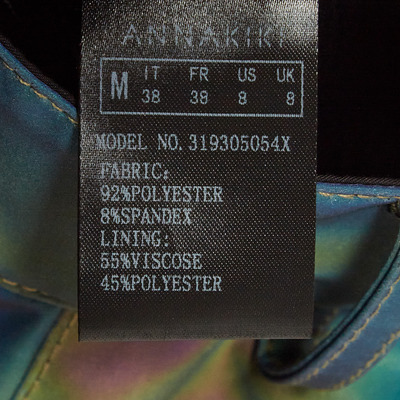 ANNAKIKI
M IT FR US UK
38 38 8 8
MODEL NO. 319305054X
FABRIC:
92%POLYESTER
8%SPANDEX
LINING:
55%VISCOSE
45%POLYESTER